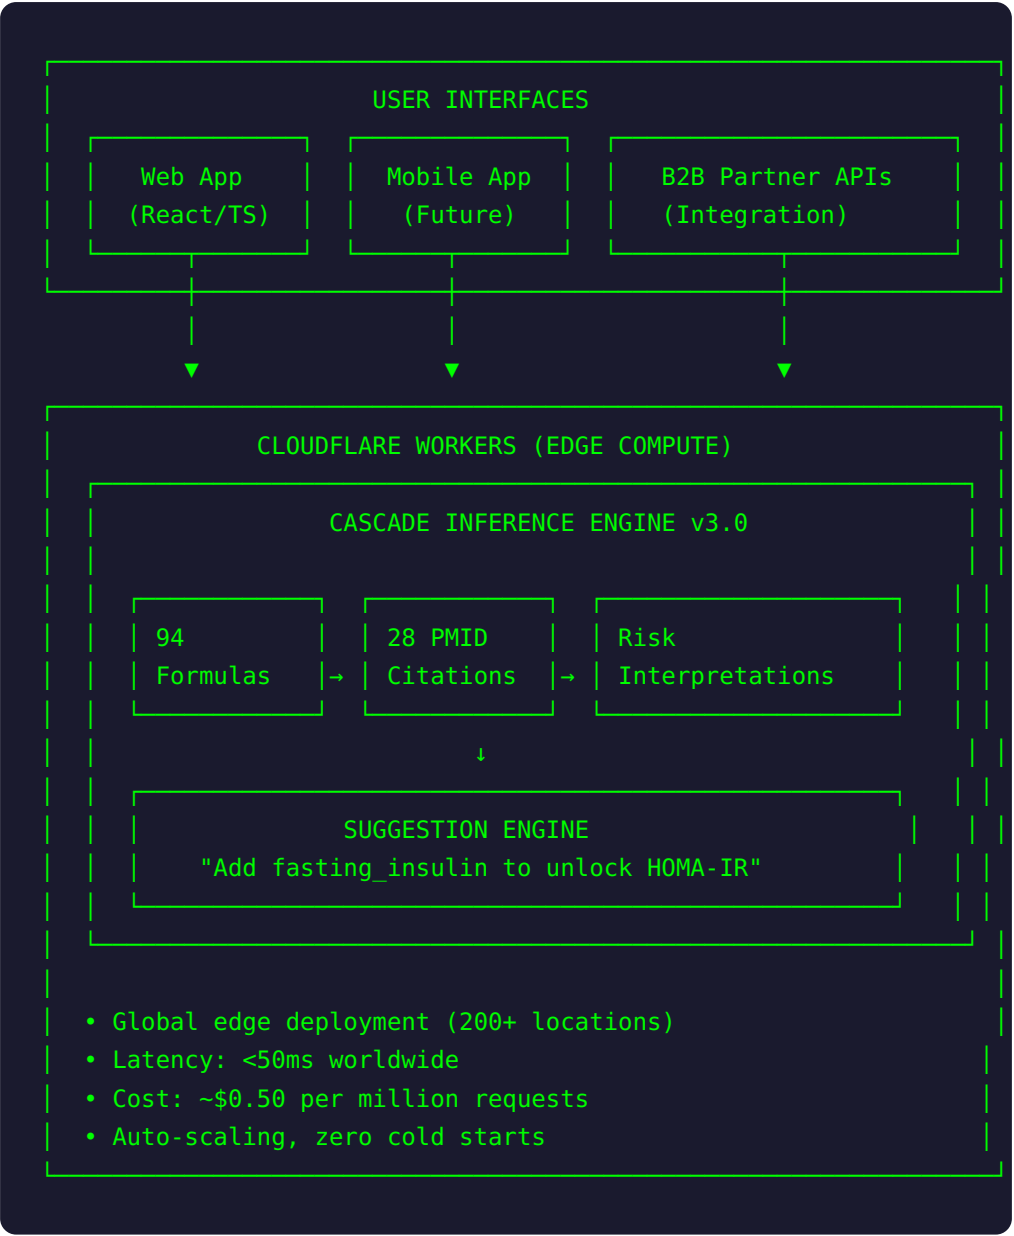 USER INTERFACES
Web App Mobile App B2B Partner APIs
(React/TS) (Future) (Integration)
CLOUDFLARE WORKERS (EDGE COMPUTE)
CASCADE INFERENCE ENGINE v3.0
94 28 PMID Risk
Formulas → Citations → Interpretations
↓
SUGGESTION ENGINE
"Add fasting_insulin to unlock HOMA-IR"
• Global edge deployment (200+ locations)
• Latency: <50ms worldwide
• Cost: ~$0.50 per million requests
• Auto-scaling, zero cold starts